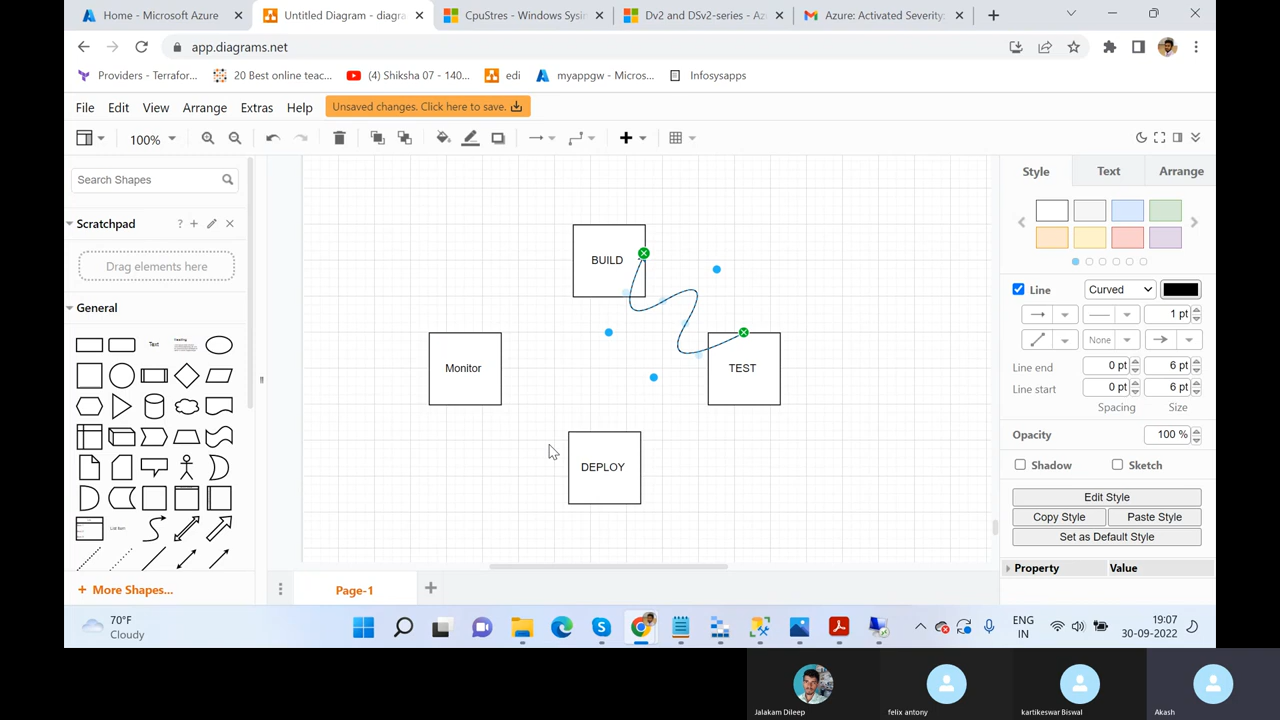 Home - Microsoft Azure
Untitled Diagram - diagra
CpuStres - Windows Sysin
Dv2 and DSv2-series - Az
Azure: Activated Severity:
app.diagrams.net
Providers - Terrafor...
20 Best online teac...
(4) Shiksha 07 - 140...
edi
myappgw - Micros...
Infosysapps
File
Edit
View
Arrange
Extras
Help
Unsaved changes. Click here to save.
100%
Search Shapes
Scratchpad
?
Drag elements here
General
Text
Heading
List Item
More Shapes...
BUILD
Monitor
TEST
DEPLOY
Page-1
Style
Text
Arrange
Line
Curved
1 pt
None
Line end
0 pt
6 pt
Line start
0 pt
6 pt
Spacing
Size
Opacity
100 %
Shadow
Sketch
Edit Style
Copy Style
Paste Style
Set as Default Style
Property
Value
70°F
Cloudy
ENG
IN
19:07
30-09-2022
Jalakam Dileep
felix antony
kartikeswar Biswal
Akash